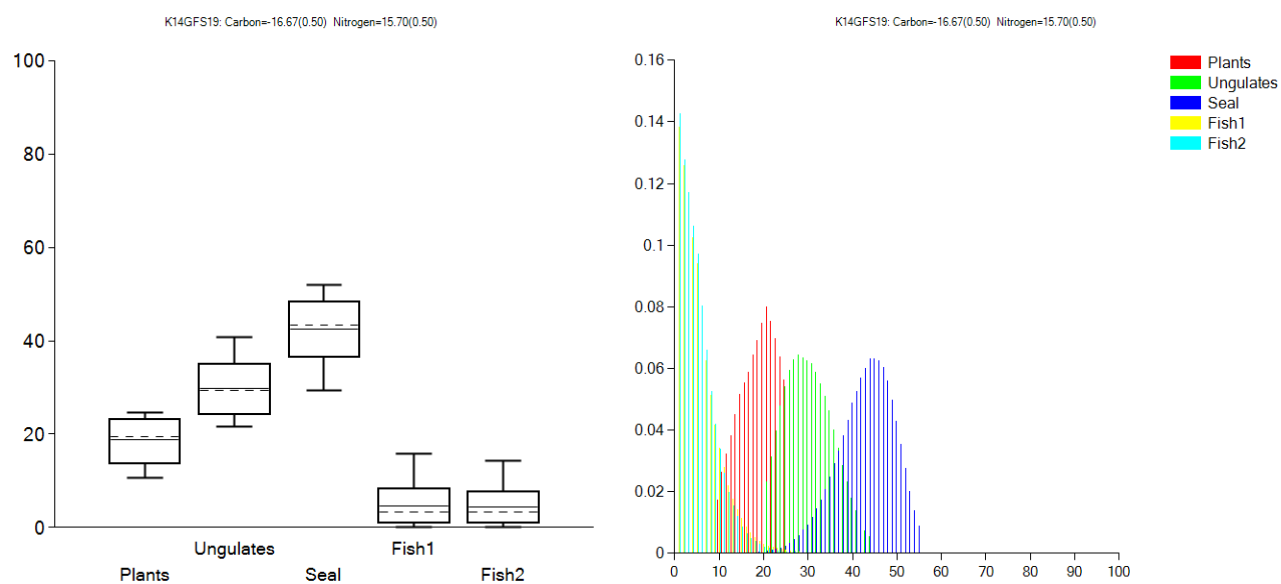 K14GFS19: Carbon=-16.67(0.50) Nitrogen=15.70(0.50)
100
80
60
40
20
0
Ungulates
Fish1
Plants
Seal
Fish2
K14GFS19: Carbon=-16.67(0.50) Nitrogen=15.70(0.50)
0.16
0.14
0.12
0.1
0.08
0.06
0.04
0.02
0
0 10 20 30 40 50 60 70 80 90 100
Plants
Ungulates
Seal
Fish1
Fish2